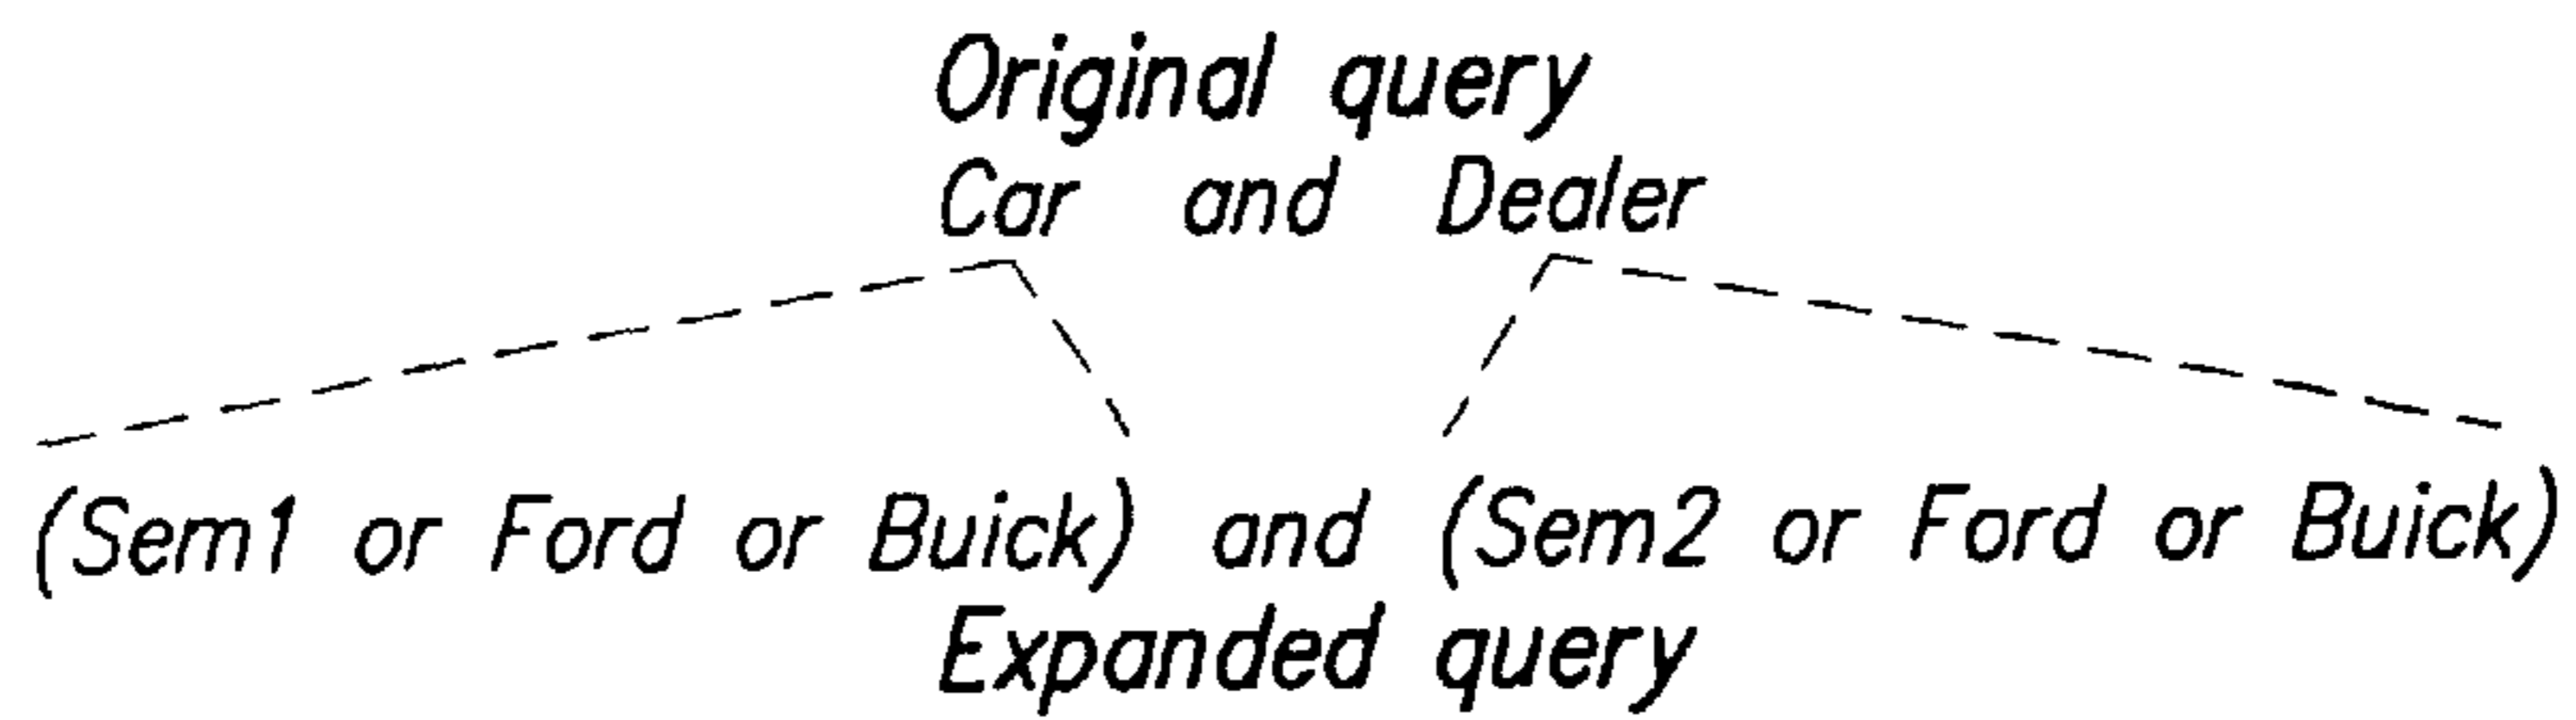 Original query
Car and Dealer
(Sem1 or Ford or Buick) and (Sem2 or Ford or Buick)
Expanded query